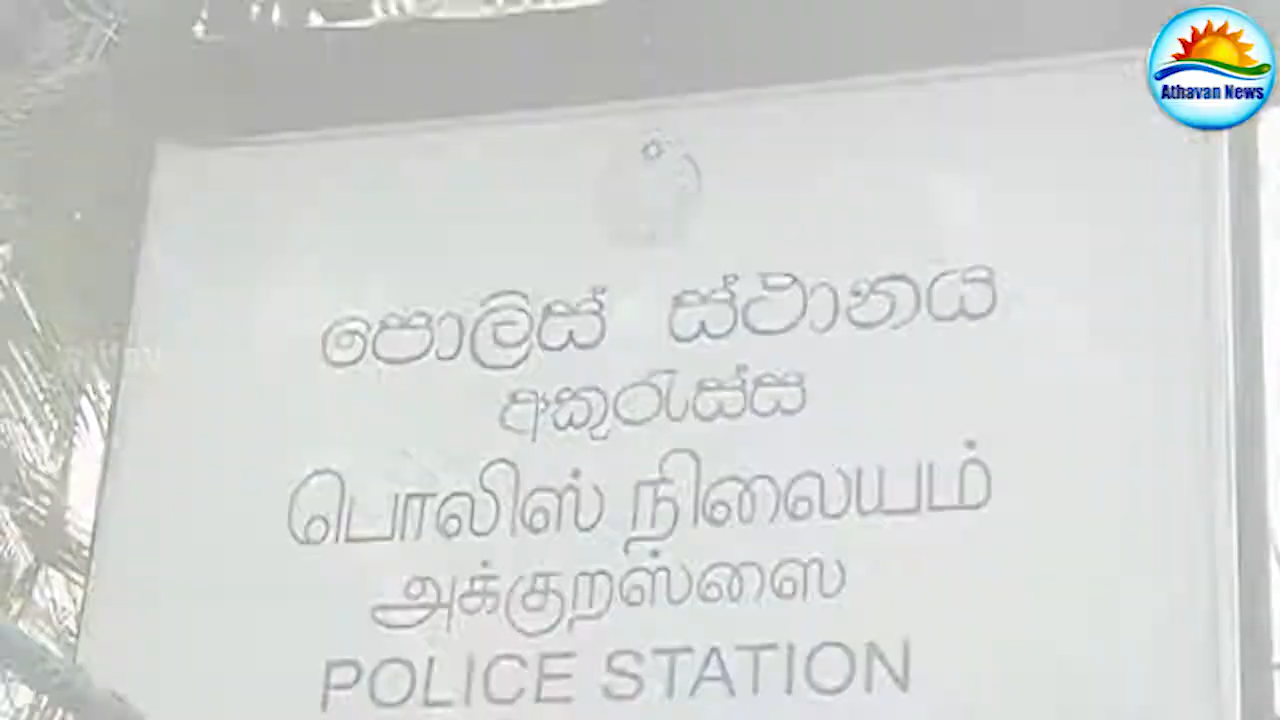 Athavan News
පොලිස් ස්ථානය
අකුරැස්ස
பொலிஸ் நிலையம்
அக்குறஸ்ஸை
POLICE STATION